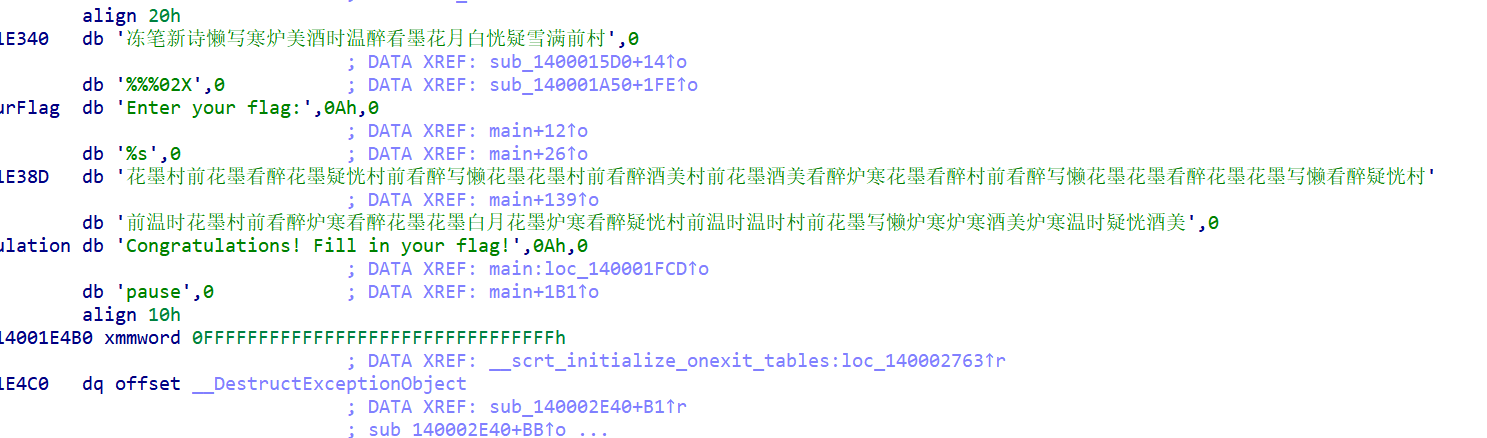 align 20h
1E340 db '冻笔新诗懒写寒炉美酒时温醉看墨花月白恍疑雪满前村',0
; DATA XREF: sub_1400015D0+14↑o
db '%%%02X',0 ; DATA XREF: sub_140001A50+1FE↑o
urFlag db 'Enter your flag:',0Ah,0
; DATA XREF: main+12↑o
db '%s',0 ; DATA XREF: main+26↑o
1E38D db '花墨村前花墨看醉花墨疑恍村前看醉写懒花墨花墨村前看醉酒美村前花墨酒美看醉炉寒花墨看醉村前看醉写懒花墨花墨看醉花墨花墨写懒看醉疑恍村'
; DATA XREF: main+139↑o
db '前温时花墨村前看醉炉寒看醉花墨花墨白月花墨炉寒看醉疑恍村前温时温时村前花墨写懒炉寒炉寒酒美炉寒温时疑恍酒美',0
ulation db 'Congratulations! Fill in your flag!',0Ah,0
; DATA XREF: main:loc_140001FCD↑o
db 'pause',0 ; DATA XREF: main+1B1↑o
align 10h
14001E4B0 xmmword 0FFFFFFFFFFFFFFFFFFFFFFFFFFFFFFFFh
; DATA XREF: __scrt_initialize_onexit_tables:loc_140002763↑r
1E4C0 dq offset __DestructExceptionObject
; DATA XREF: sub_140002E40+B1↑r
; sub_140002E40+BB↑o ...